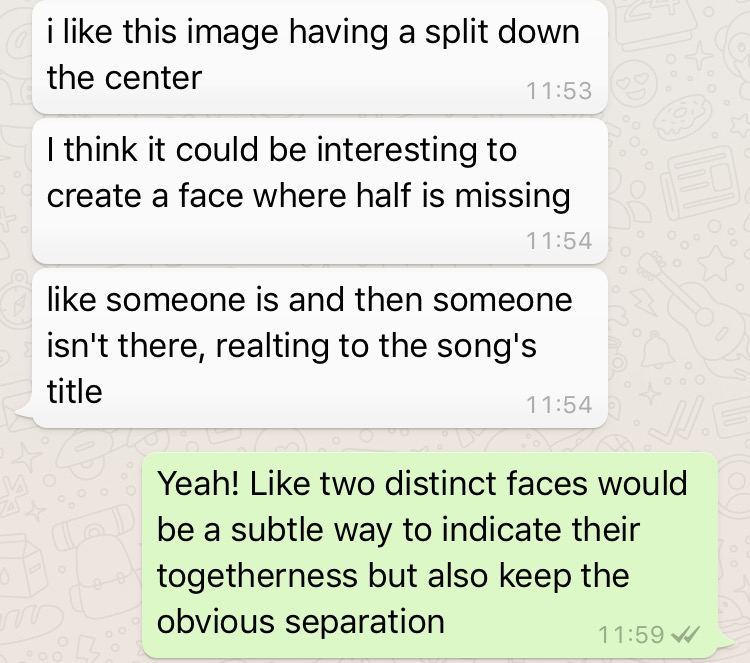 i like this image having a split down
the center
11:53
I think it could be interesting to
create a face where half is missing
11:54
like someone is and then someone
isn't there, realting to the song's
title
11:54
Yeah! Like two distinct faces would
be a subtle way to indicate their
togetherness but also keep the
obvious separation
11:59